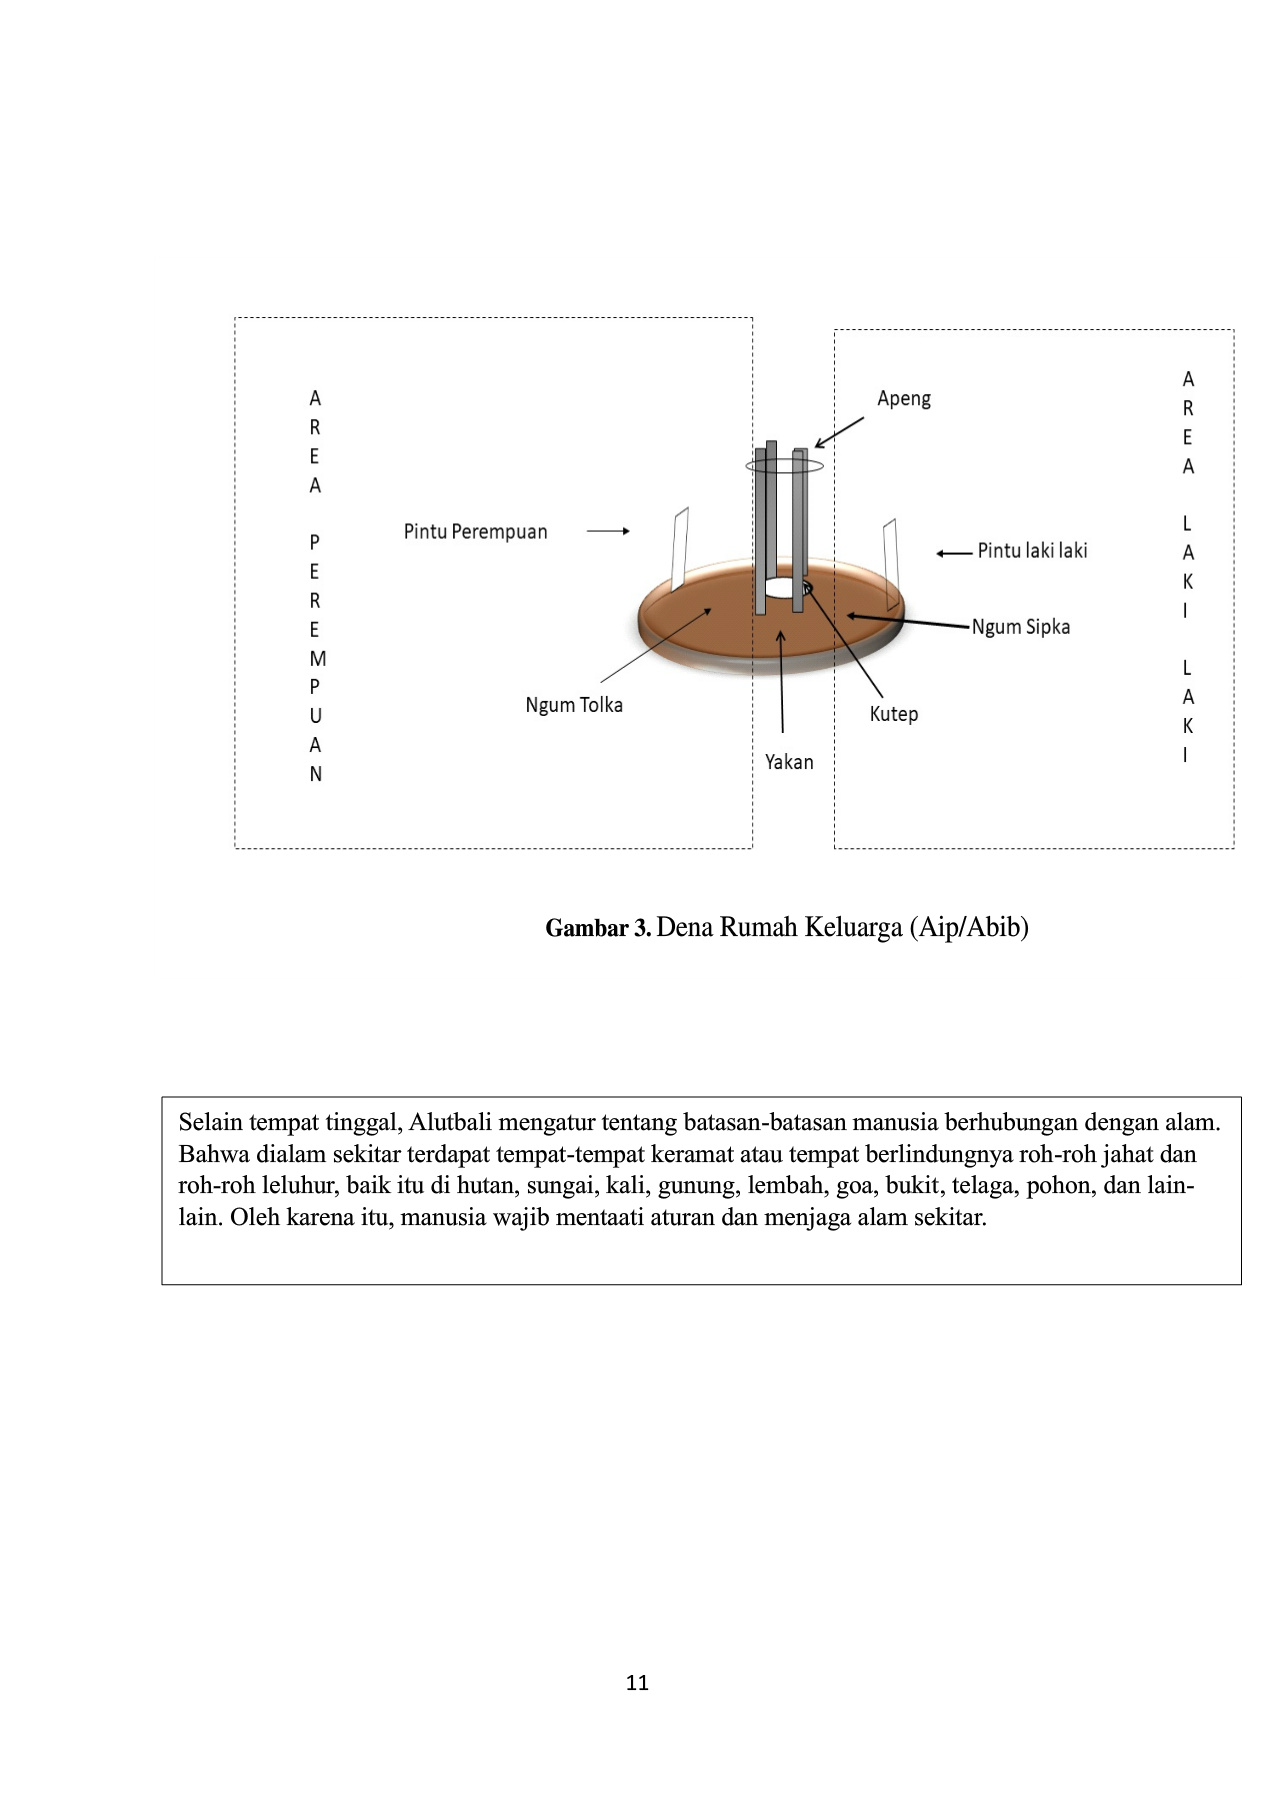 AREA PEREMPUAN
AREA LAKI LAKI
Apeng
Pintu Perempuan
Pintu laki laki
Ngum Sipka
Ngum Tolka
Kutep
Yakan
Gambar 3. Dena Rumah Keluarga (Aip/Abib)
Selain tempat tinggal, Alutbali mengatur tentang batasan-batasan manusia berhubungan dengan alam.
Bahwa dialam sekitar terdapat tempat-tempat keramat atau tempat berlindungnya roh-roh jahat dan
roh-roh leluhur, baik itu di hutan, sungai, kali, gunung, lembah, goa, bukit, telaga, pohon, dan lain-
lain. Oleh karena itu, manusia wajib mentaati aturan dan menjaga alam sekitar.
11